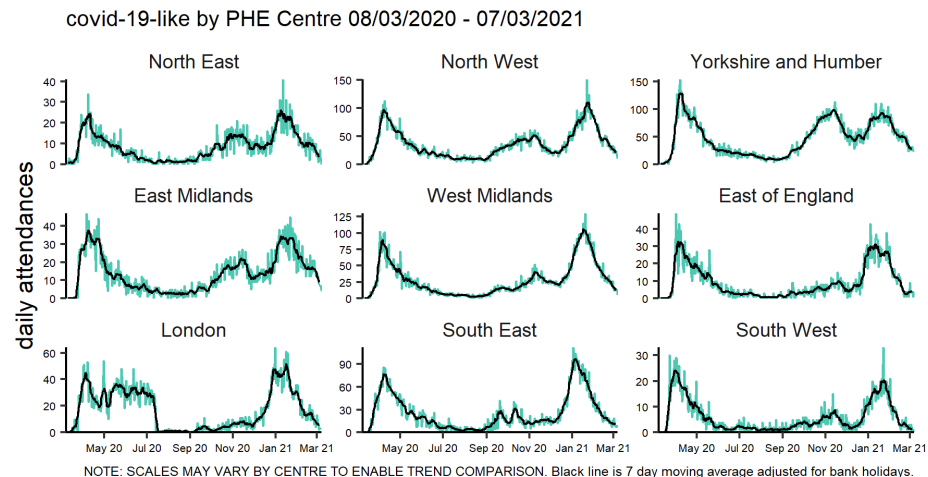 covid-19-like by PHE Centre 08/03/2020 - 07/03/2021
daily attendances
North East
40
30
20
10
0
North West
150
100
50
0
Yorkshire and Humber
150
100
50
0
East Midlands
40
30
20
10
0
West Midlands
125
100
75
50
25
0
East of England
40
30
20
10
0
London
60
40
20
0
South East
90
60
30
0
South West
30
20
10
0
May 20 Jul 20 Sep 20 Nov 20 Jan 21 Mar 21
May 20 Jul 20 Sep 20 Nov 20 Jan 21 Mar 21
May 20 Jul 20 Sep 20 Nov 20 Jan 21 Mar 21
NOTE: SCALES MAY VARY BY CENTRE TO ENABLE TREND COMPARISON. Black line is 7 day moving average adjusted for bank holidays.